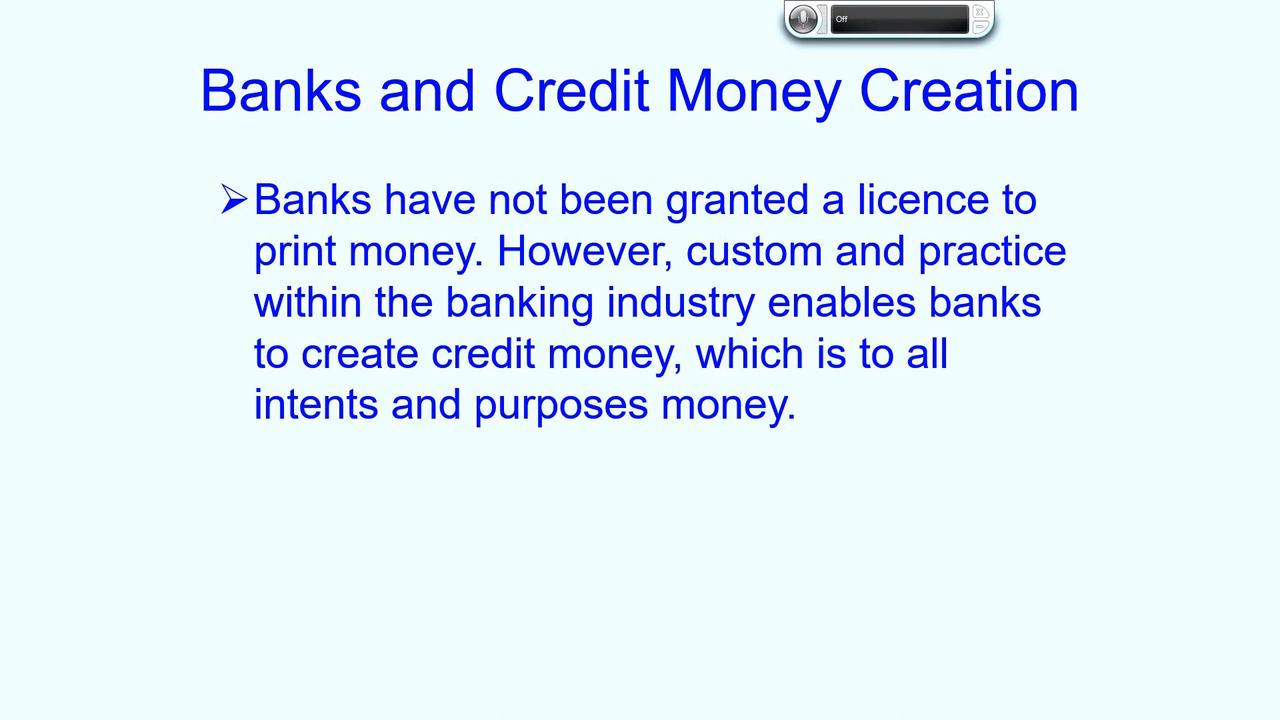 Off
Banks and Credit Money Creation
➢Banks have not been granted a licence to
print money. However, custom and practice
within the banking industry enables banks
to create credit money, which is to all
intents and purposes money.